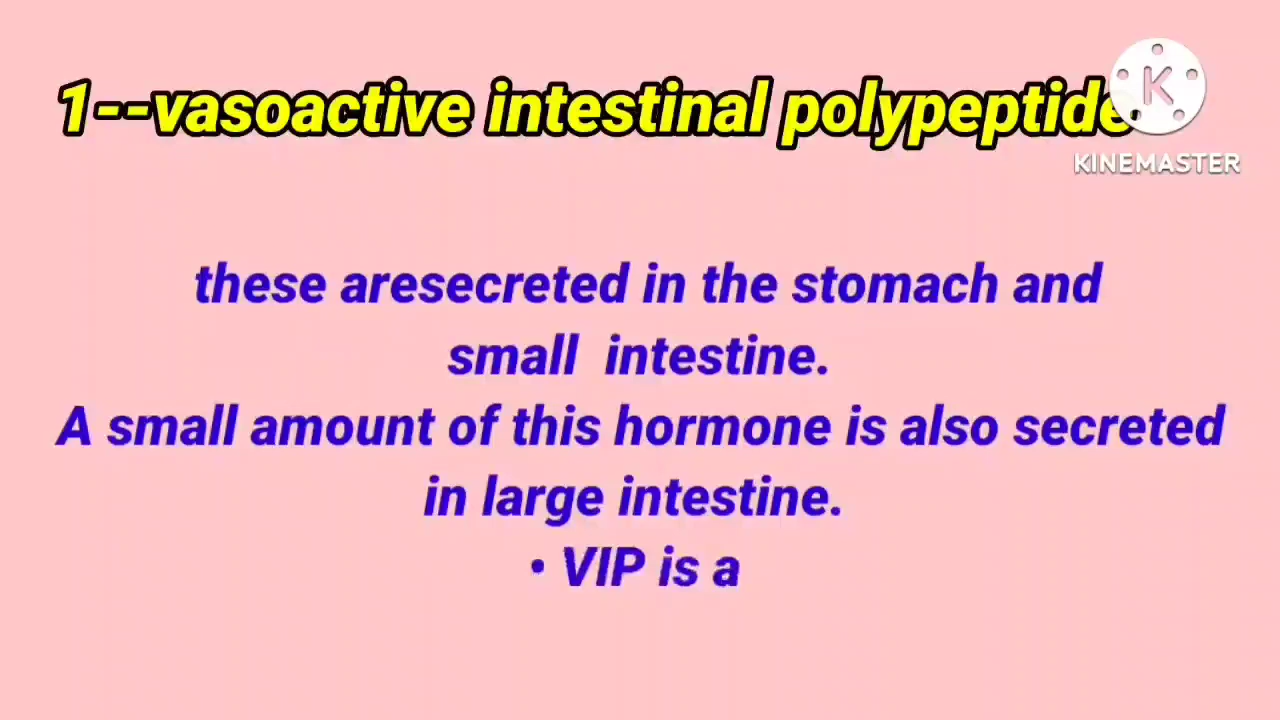 1--vasoactive intestinal polypeptide
K
KINEMASTER
these aresecreted in the stomach and
small intestine.
A small amount of this hormone is also secreted
in large intestine.
• VIP is a